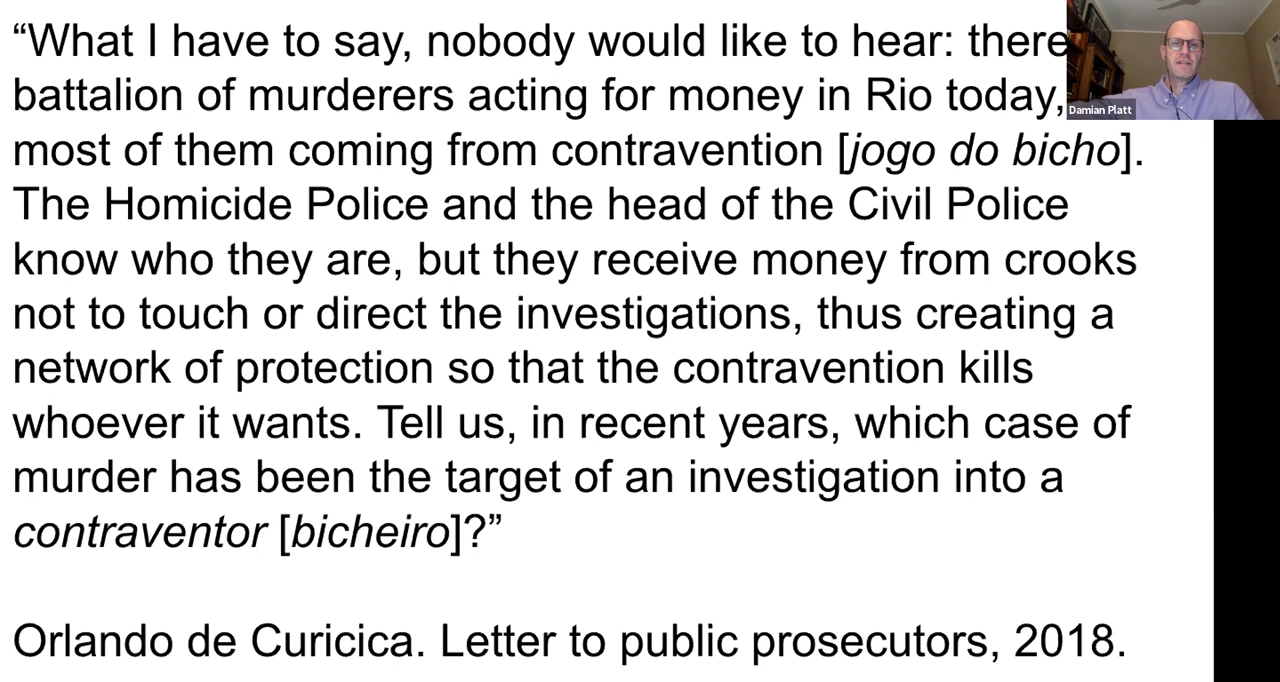 “What I have to say, nobody would like to hear: there
battalion of murderers acting for money in Rio today,
most of them coming from contravention [jogo do bicho].
The Homicide Police and the head of the Civil Police
know who they are, but they receive money from crooks
not to touch or direct the investigations, thus creating a
network of protection so that the contravention kills
whoever it wants. Tell us, in recent years, which case of
murder has been the target of an investigation into a
contraventor [bicheiro]?”
Orlando de Curicica. Letter to public prosecutors, 2018.
Damian Platt